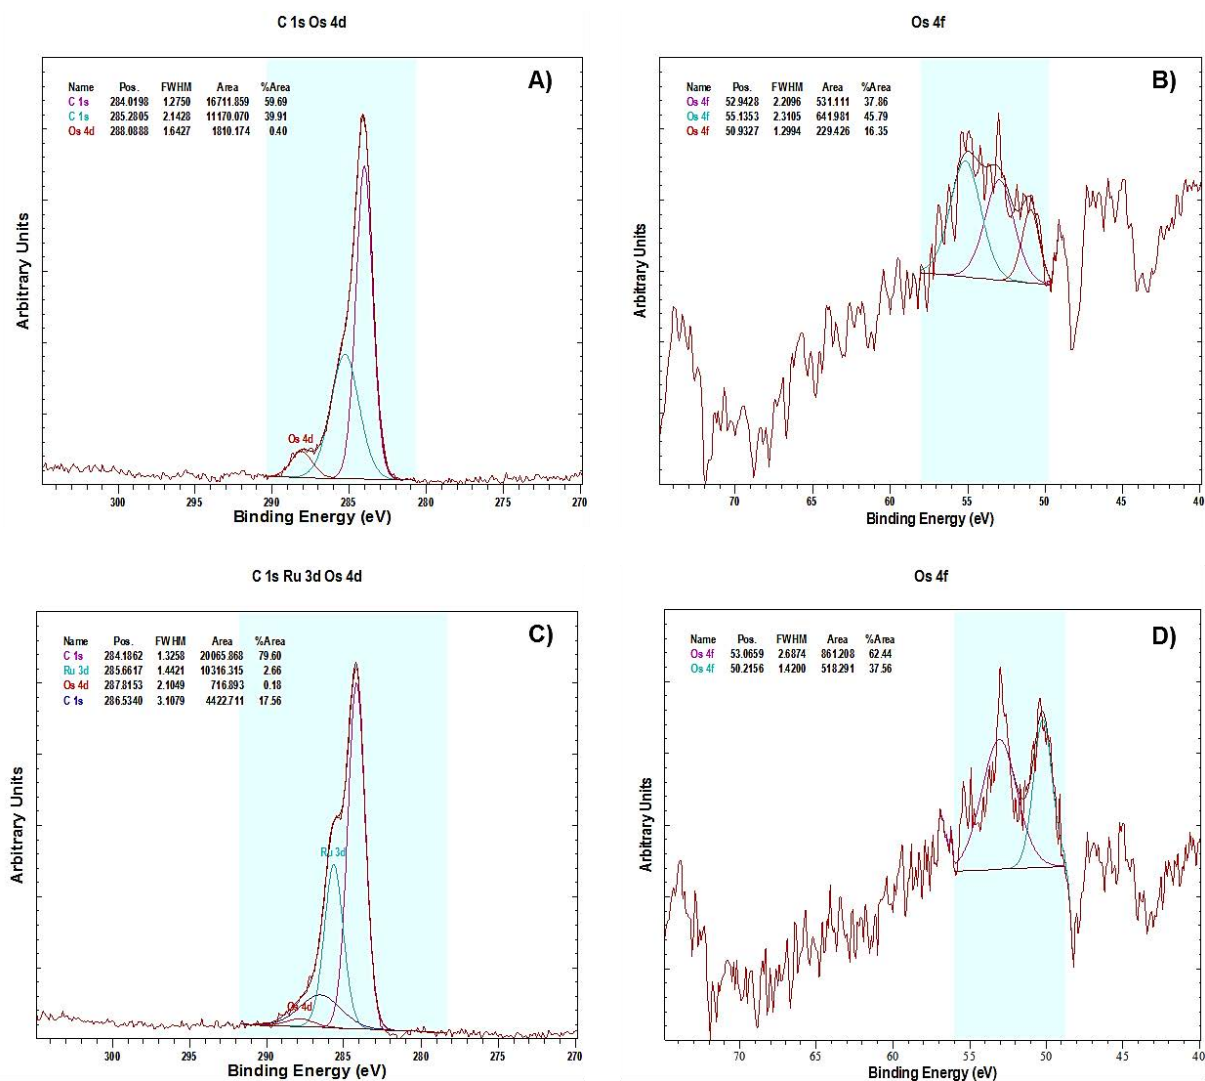 C 1s Os 4d
A)
Name Pos. FWHM Area %Area
C 1s 284.0198 1.2750 16711.859 59.69
C 1s 285.2805 2.1428 11170.070 39.91
Os 4d 288.0888 1.6427 1810.174 0.40
Os 4d
Arbitrary Units
300 295 290 285 280 275 270
Binding Energy (eV)
Os 4f
B)
Name Pos. FWHM Area %Area
Os 4f 52.9428 2.2096 531.111 37.86
Os 4f 55.1353 2.3105 641.981 45.79
Os 4f 50.9327 1.2994 229.426 16.35
Arbitrary Units
70 65 60 55 50 45 40
Binding Energy (eV)
C 1s Ru 3d Os 4d
C)
Name Pos. FWHM Area %Area
C 1s 284.1862 1.3258 20065.868 79.60
Ru 3d 285.6617 1.4421 10316.315 2.66
Os 4d 287.8153 2.1049 716.893 0.18
C 1s 286.5340 3.1079 4422.711 17.56
Ru 3d
Os 4d
Arbitrary Units
300 295 290 285 280 275 270
Binding Energy (eV)
Os 4f
D)
Name Pos. FWHM Area %Area
Os 4f 53.0659 2.6874 861.208 62.44
Os 4f 50.2156 1.4200 518.291 37.56
Arbitrary Units
70 65 60 55 50 45 40
Binding Energy (eV)